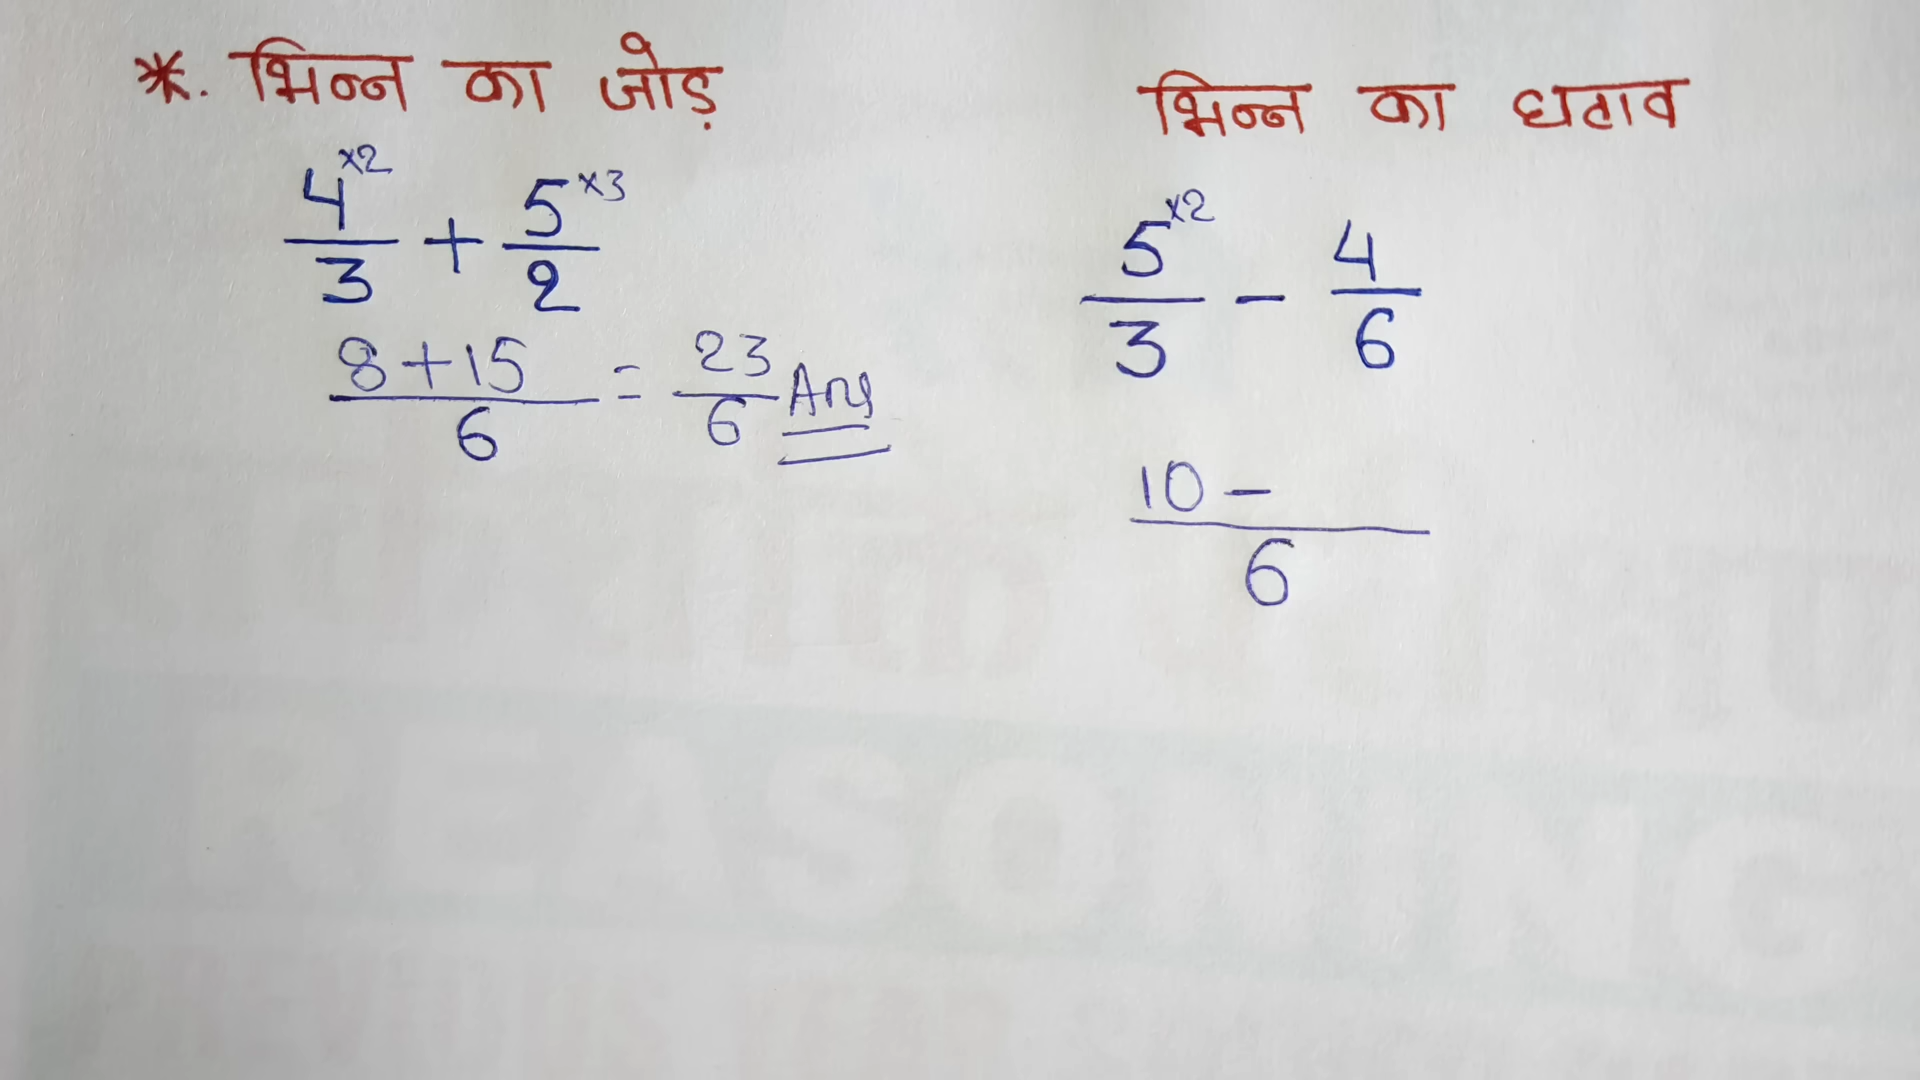 *. भिन्न का जोड़
4×2/3 + 5×3/2
8+15/6 = 23/6 Ans
भिन्न का घटाव
5×2/3 - 4/6
10 -/6
REASONING